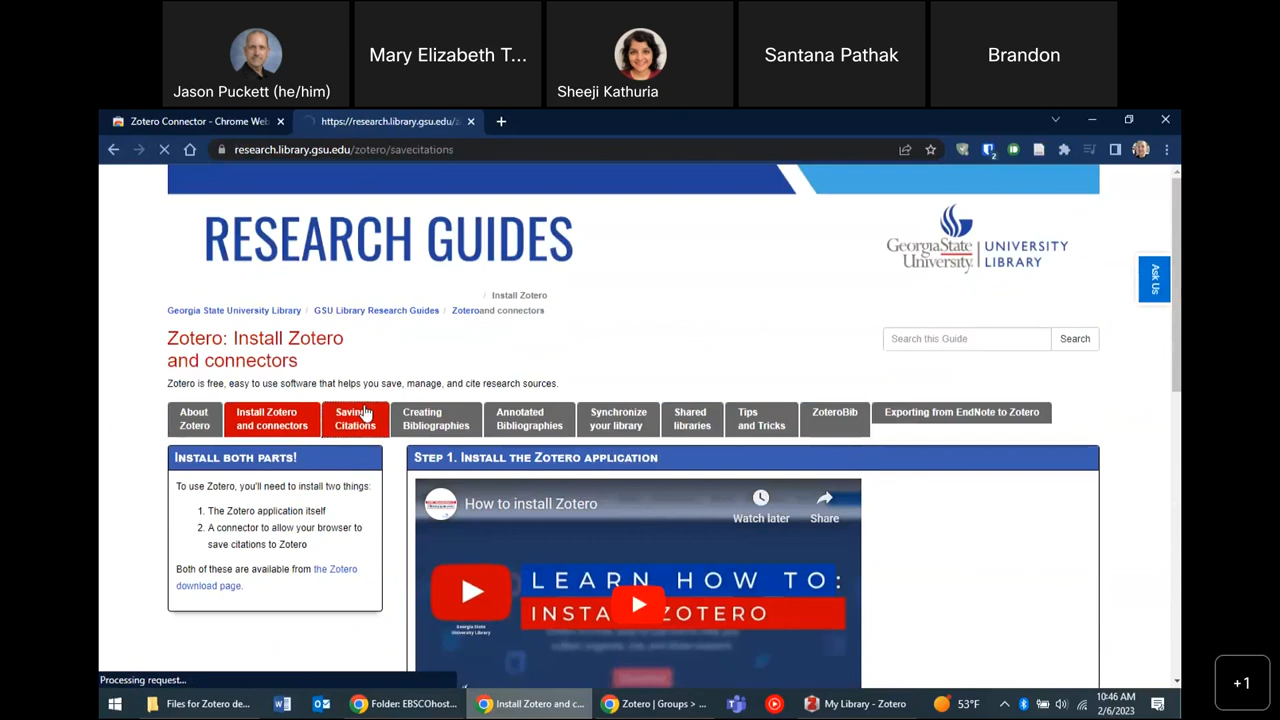 Jason Puckett (he/him)
Mary Elizabeth T...
Sheeji Kathuria
Santana Pathak
Brandon
Zotero Connector - Chrome Web
https://research.library.gsu.edu/z
research.library.gsu.edu/zotero/savecitations
RESEARCH GUIDES
GeorgiaState University
UNIVERSITY LIBRARY
Ask Us
/ Install Zotero
Georgia State University Library / GSU Library Research Guides / Zoteroand connectors
Zotero: Install Zotero
and connectors
Search this Guide
Search
Zotero is free, easy to use software that helps you save, manage, and cite research sources.
About Zotero
Install Zotero and connectors
Saving Citations
Creating Bibliographies
Annotated Bibliographies
Synchronize your library
Shared libraries
Tips and Tricks
ZoteroBib
Exporting from EndNote to Zotero
INSTALL BOTH PARTS!
To use Zotero, you'll need to install two things:
1. The Zotero application itself
2. A connector to allow your browser to
save citations to Zotero
Both of these are available from the Zotero
download page.
STEP 1. INSTALL THE ZOTERO APPLICATION
How to install Zotero
Watch later
Share
LEARN HOW TO:
INSTA ZOTERO
Georgia State
University Library
Processing request...
+1
Files for Zotero de...
Folder: EBSCOhost...
Install Zotero and c...
Zotero | Groups > ...
My Library - Zotero
53°F
10:46 AM
2/6/2023